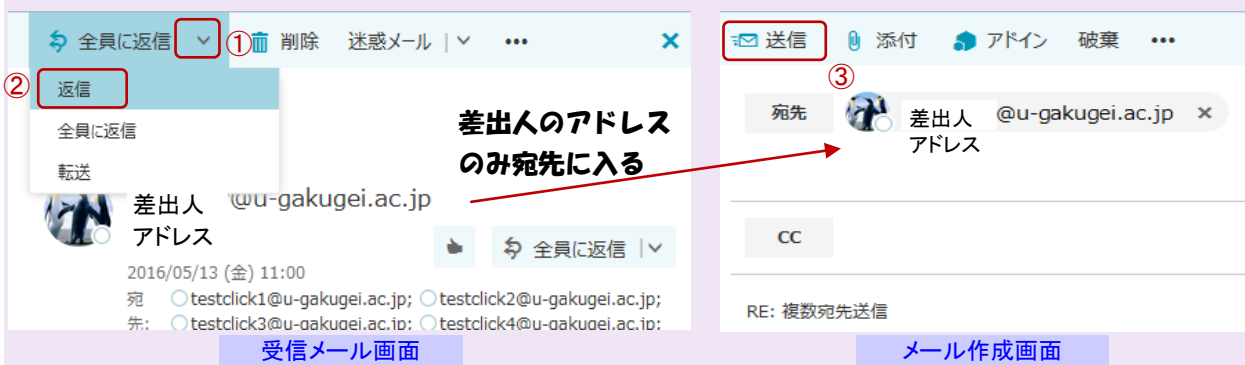 全員に返信 ① 削除 迷惑メール | •••
② 返信
全員に返信
転送
差出人のアドレス
のみ宛先に入る
差出人 @u-gakugei.ac.jp
アドレス
全員に返信
2016/05/13 (金) 11:00
宛 testclick1@u-gakugei.ac.jp; testclick2@u-gakugei.ac.jp;
先: testclick3@u-gakugei.ac.jp; testclick4@u-gakugei.ac.jp;
受信メール画面
送信 添付 アドイン 破棄 •••
③
宛先 差出人 @u-gakugei.ac.jp ×
アドレス
CC
RE: 複数宛先送信
メール作成画面